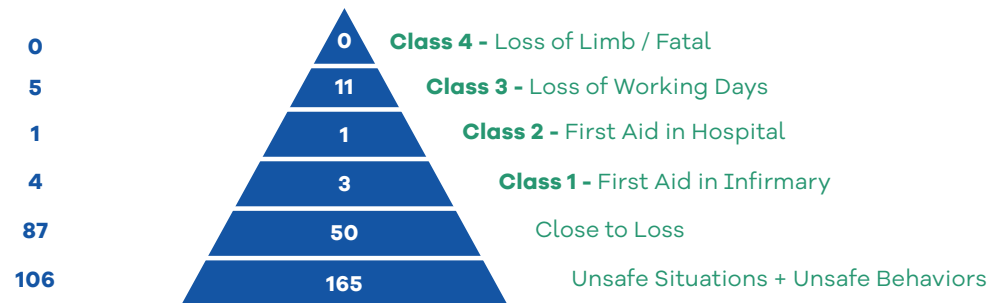 0 0 Class 4 - Loss of Limb / Fatal
5 11 Class 3 - Loss of Working Days
1 1 Class 2 - First Aid in Hospital
4 3 Class 1 - First Aid in Infirmary
87 50 Close to Loss
106 165 Unsafe Situations + Unsafe Behaviors